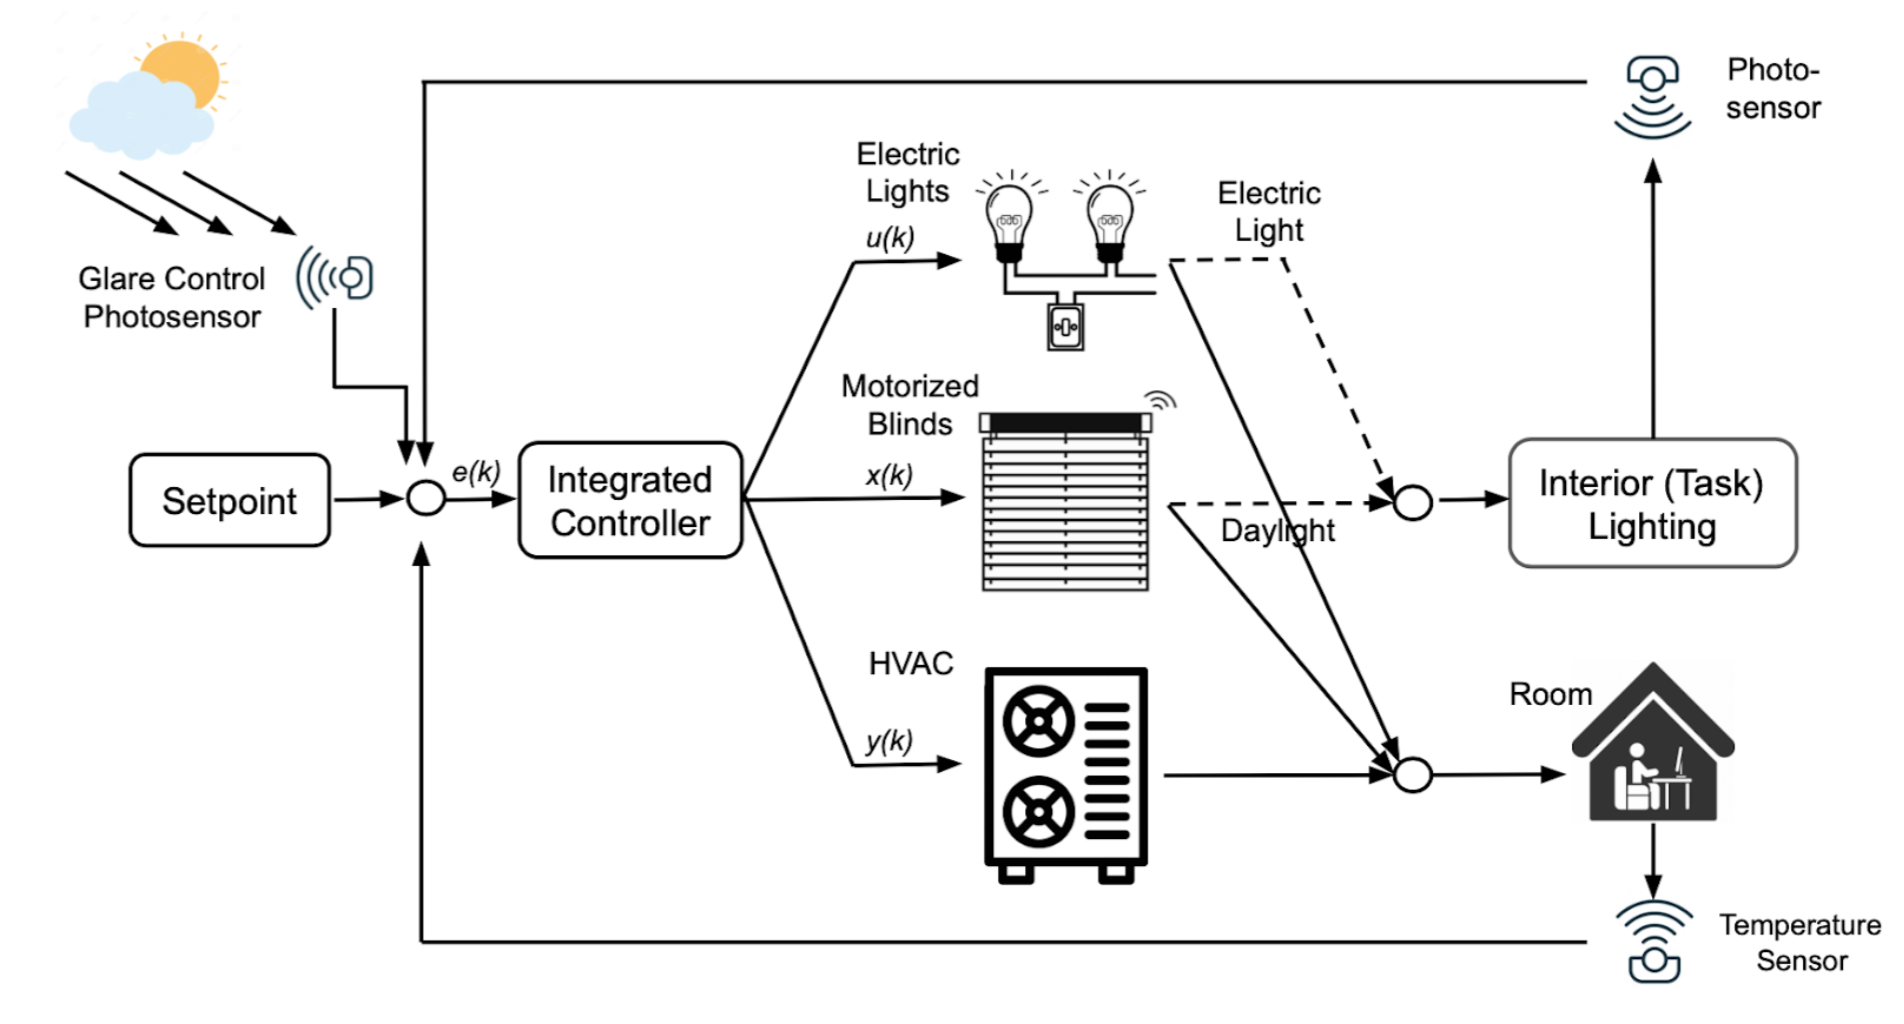 Photo-
sensor
Electric
Lights
u(k)
Electric
Light
Glare Control
Photosensor
Motorized
Blinds
x(k)
Setpoint
e(k)
Integrated
Controller
Daylight
Interior (Task)
Lighting
HVAC
y(k)
Room
Temperature
Sensor